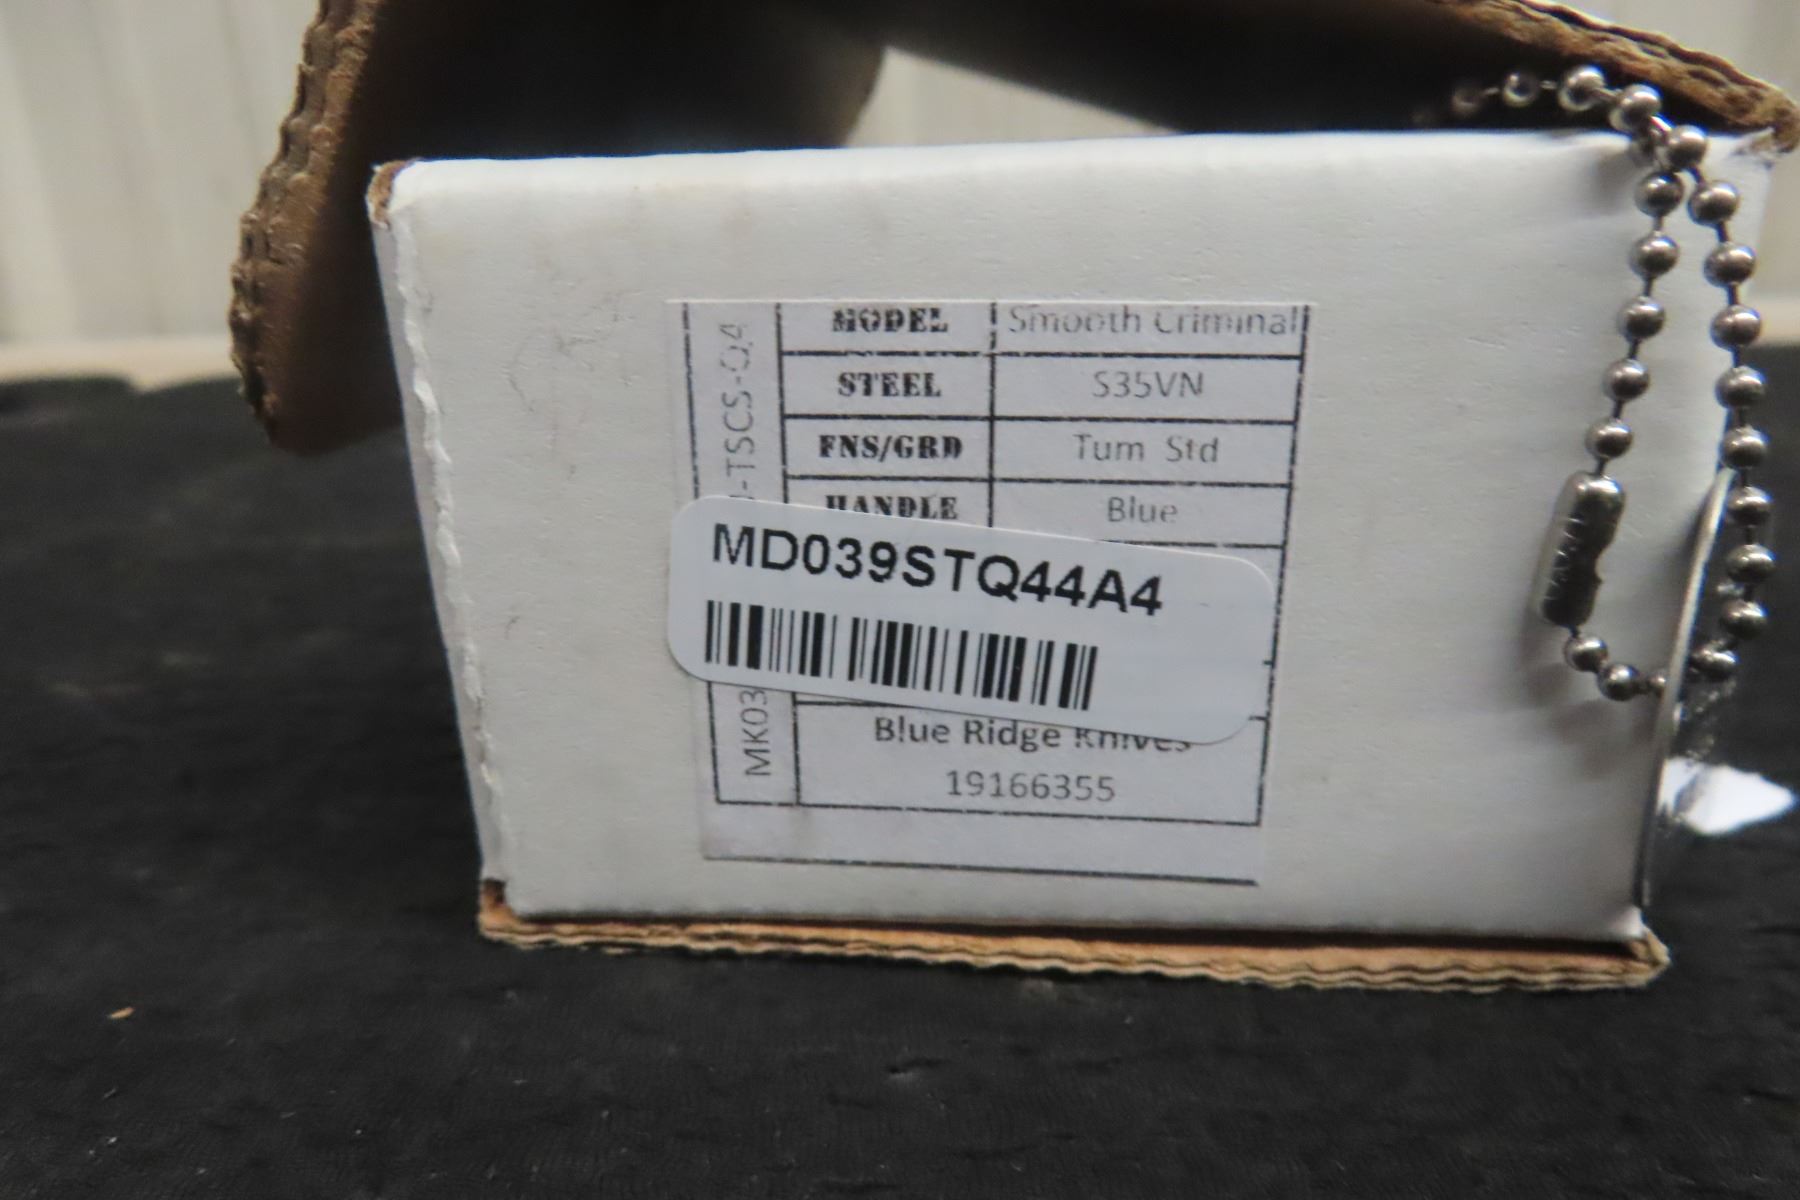 MODEL Smooth Criminal
STEEL S35VN
FNS/GRD Tum Std
HANDLE Blue
MD039STQ44A4
Blue Ridge Knives
19166355
MK03
-TSCS-Q4